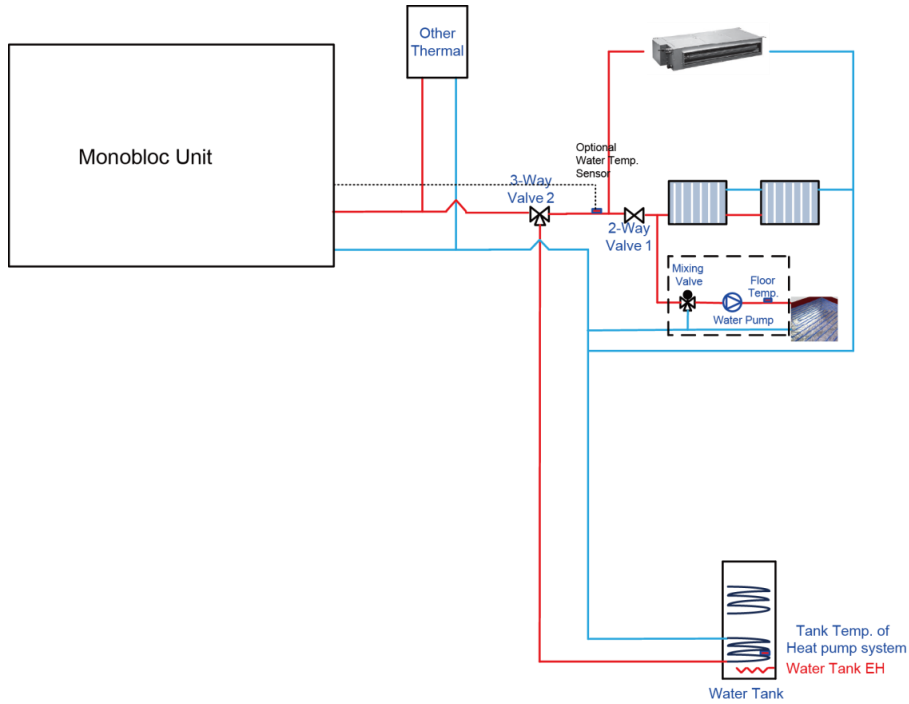 Other
Thermal
Monobloc Unit
Optional
Water Temp.
Sensor
3-Way
Valve 2
2-Way
Valve 1
Mixing
Valve
Floor
Temp.
Water Pump
Tank Temp. of
Heat pump system
Water Tank EH
Water Tank